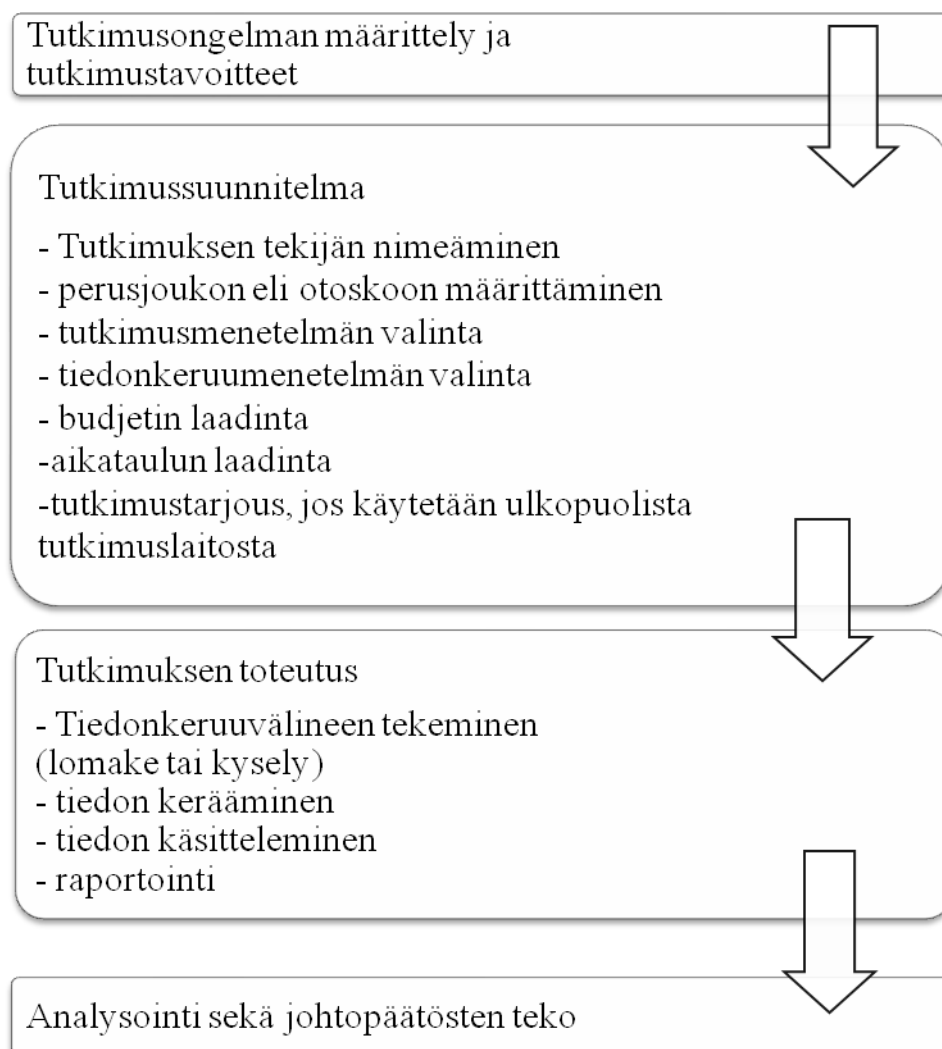 Tutkimusongelman määrittely ja
tutkimustavoitteet
Tutkimussuunnitelma
- Tutkimuksen tekijän nimeäminen
- perusjoukon eli otoskoon määrittäminen
- tutkimusmenetelmän valinta
- tiedonkeruumenetelmän valinta
- budjetin laadinta
-aikataulun laadinta
-tutkimustarjous, jos käytetään ulkopuolista
tutkimuslaitosta
Tutkimuksen toteutus
- Tiedonkeruuvälineen tekeminen
(lomake tai kysely)
- tiedon kerääminen
- tiedon käsitteleminen
- raportointi
Analysointi sekä johtopäätösten teko